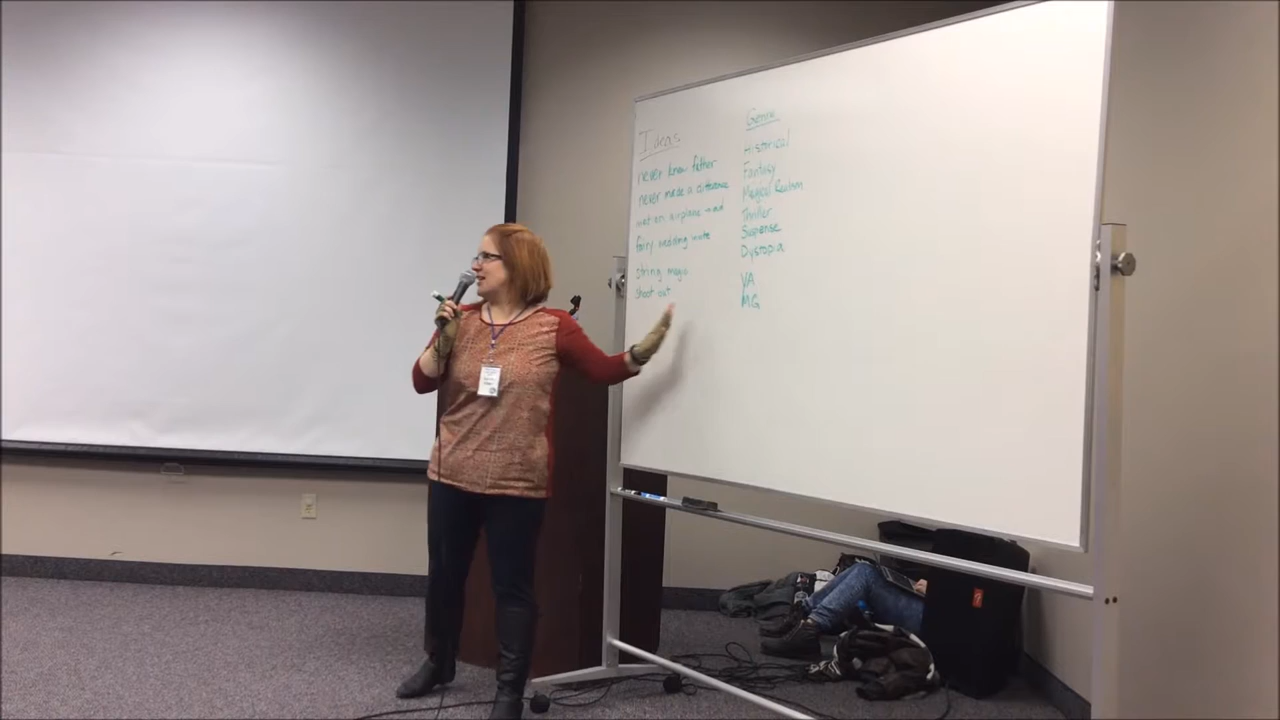 Ideas
never knew father
never made a difference
met on airplane
fairy wedding
string magic
shoot out
Genre
Historical
Fantasy
Magical Realism
Thriller
Suspense
Dystopia
YA
MG